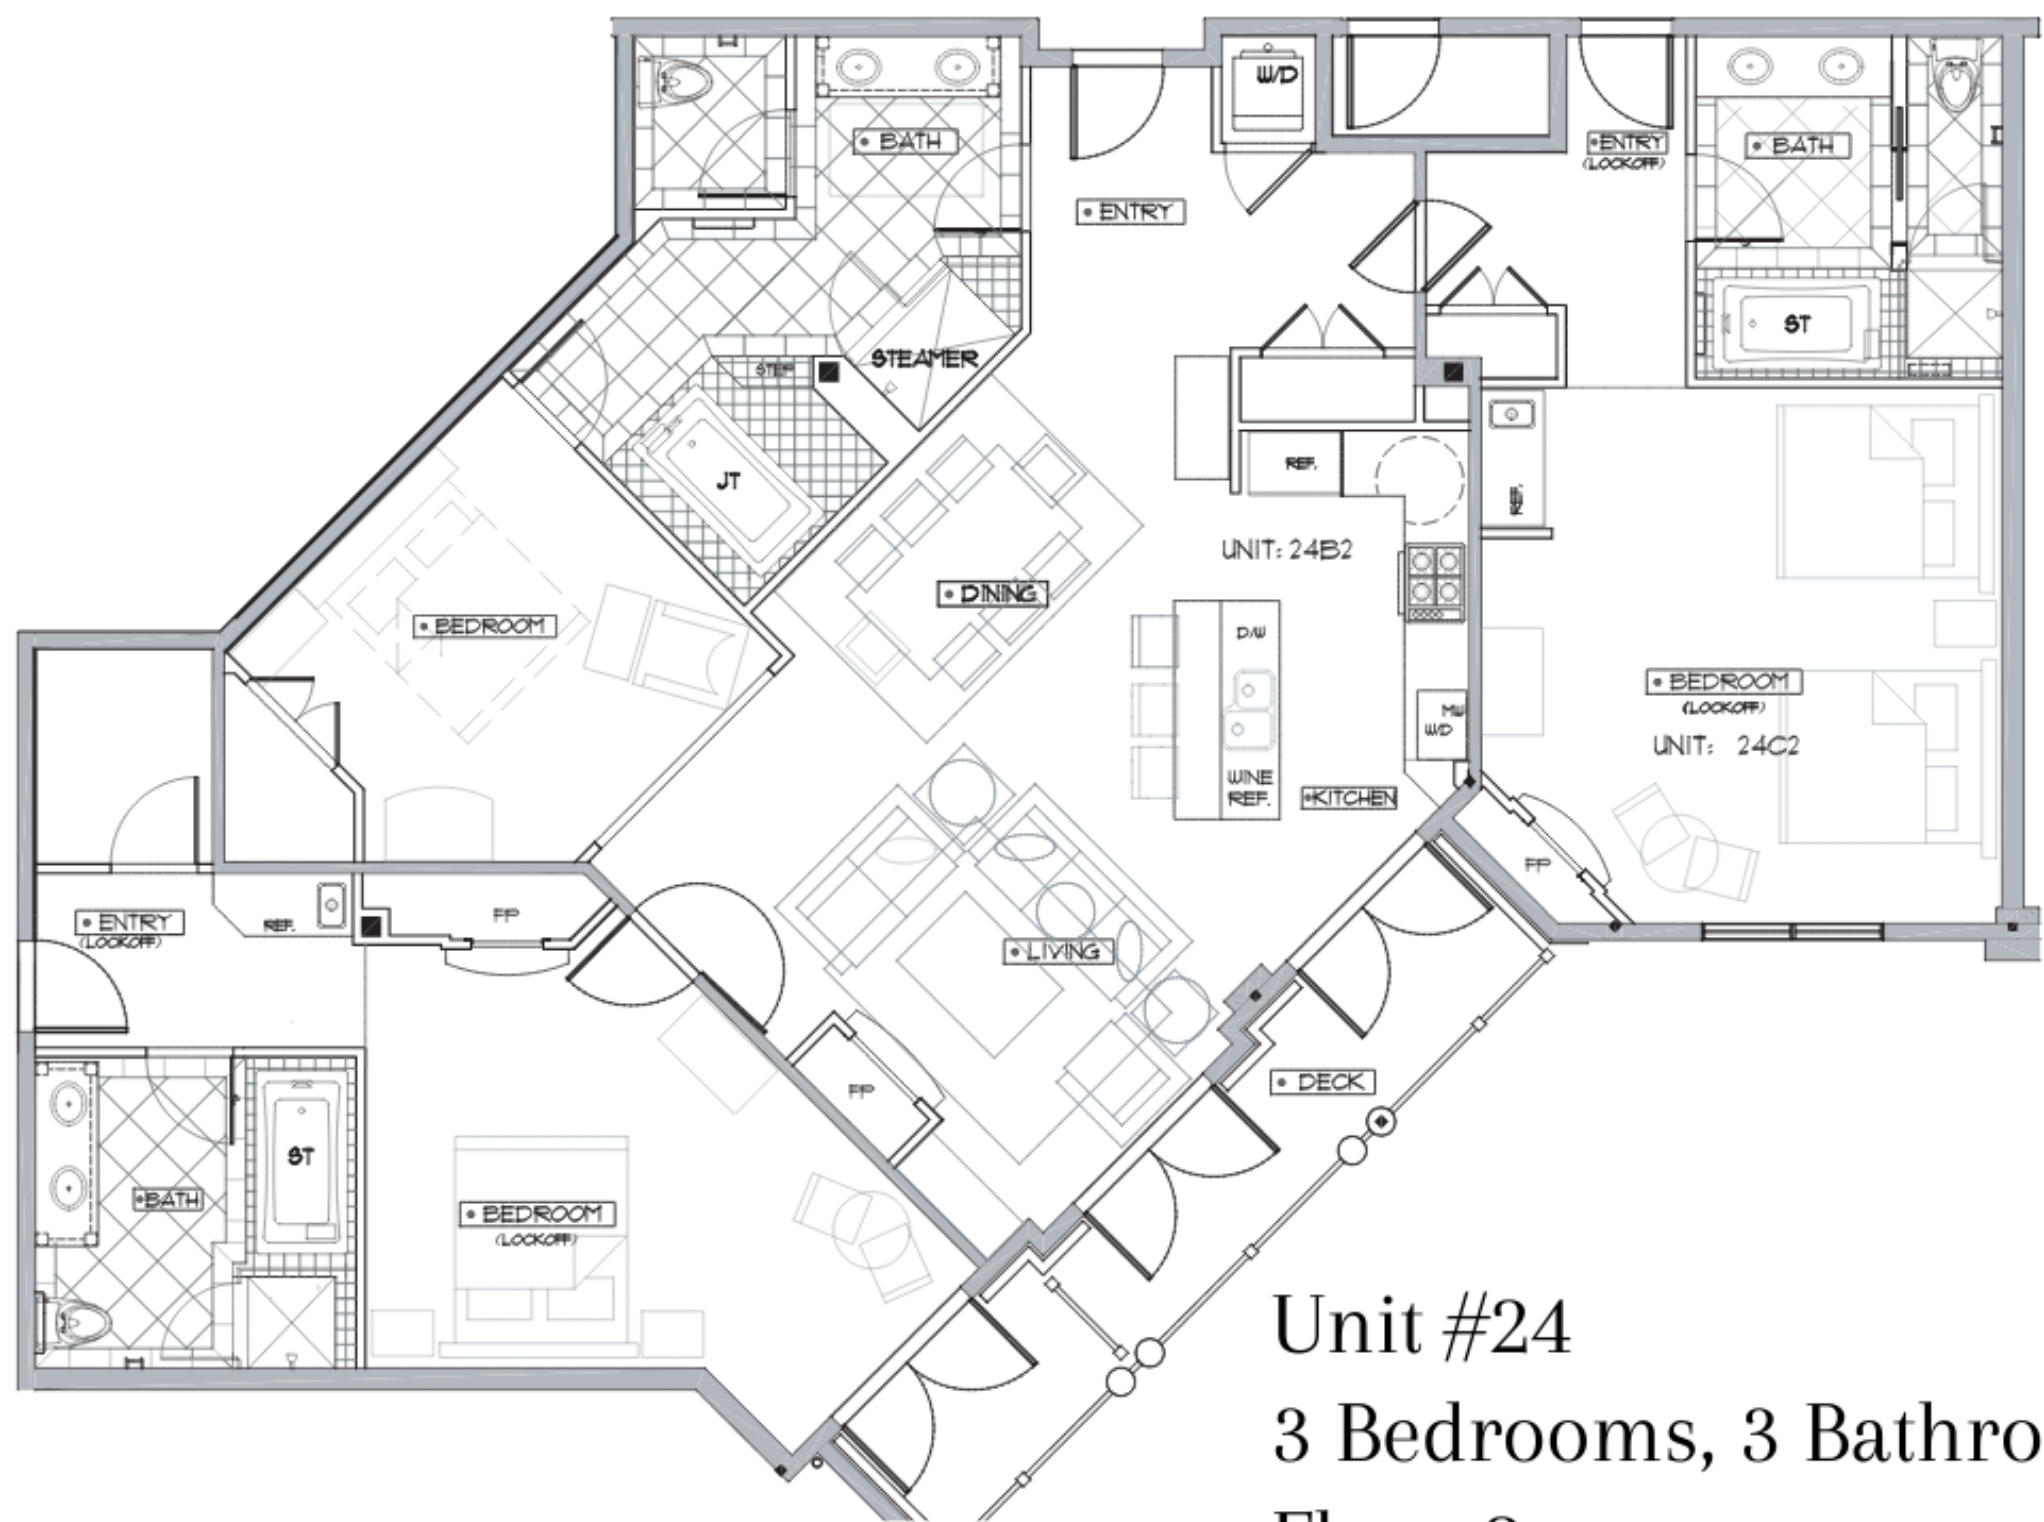 W/D
BATH
ENTRY
(LOCKOFF)
BATH
ENTRY
ST
STEAMER
STEP
REF.
JT
REF.
UNIT: 24B2
DINING
BEDROOM
D/W
BEDROOM
(LOCKOFF)
MW
W/D
UNIT: 24C2
WINE
REF.
KITCHEN
FP
FP
ENTRY
(LOCKOFF)
REF.
LIVING
DECK
FP
ST
BATH
BEDROOM
(LOCKOFF)
Unit #24
3 Bedrooms, 3 Bathro